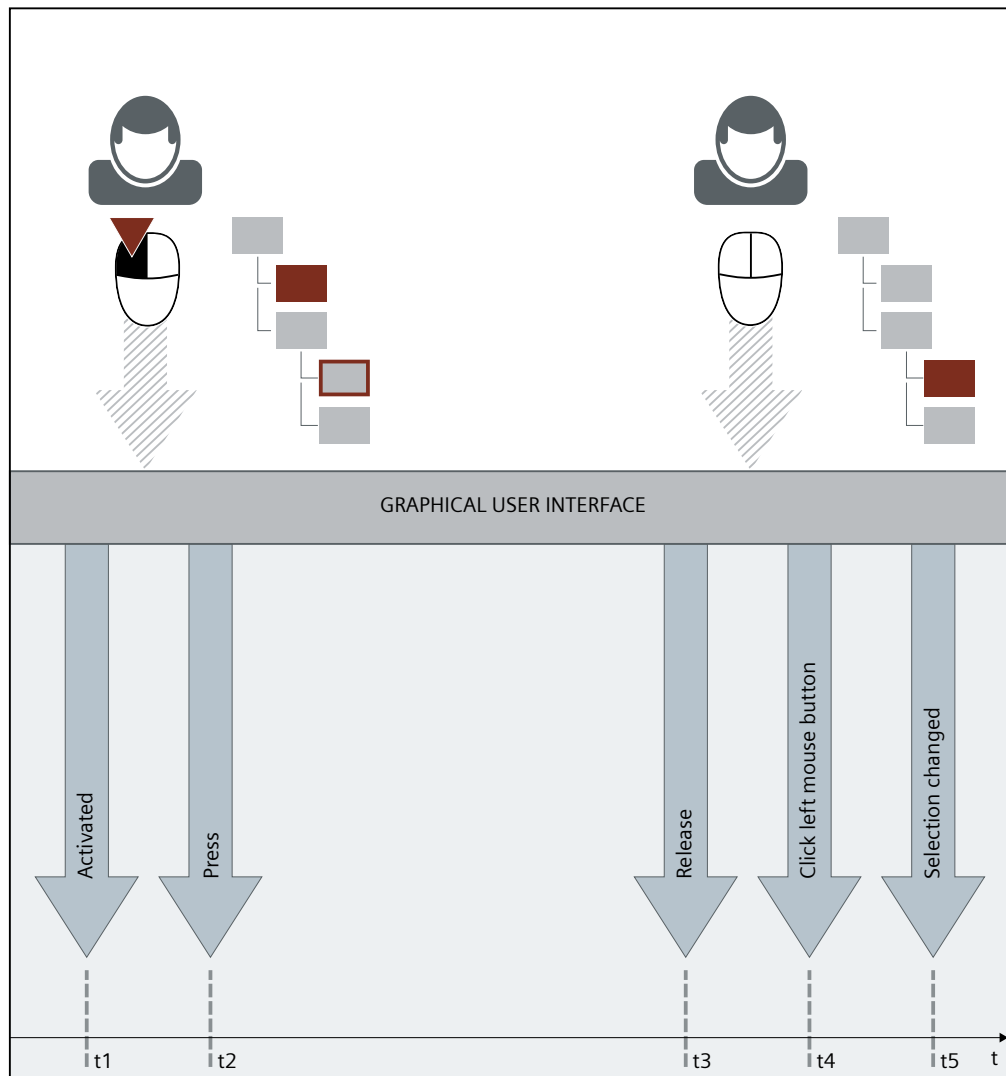 GRAPHICAL USER INTERFACE
Activated
Press
Release
Click left mouse button
Selection changed
t1
t2
t3
t4
t5
t